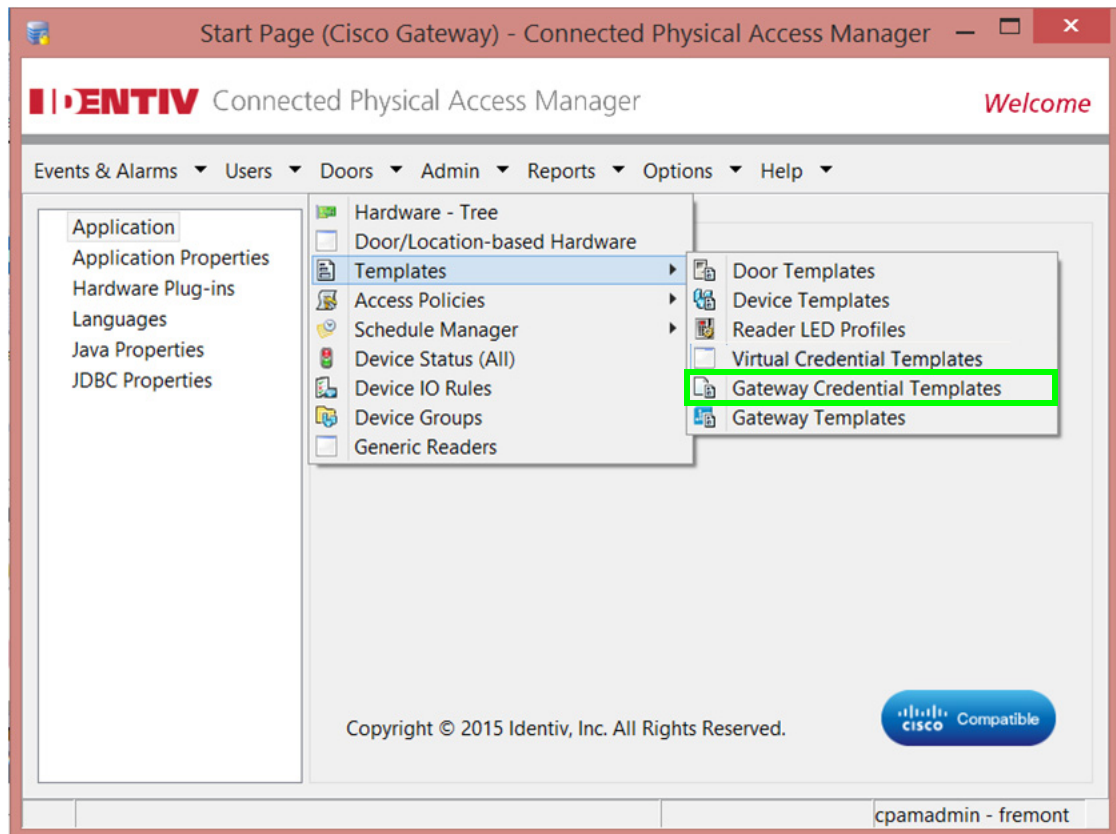 Start Page (Cisco Gateway) - Connected Physical Access Manager
IDENTIV Connected Physical Access Manager
Welcome
Events & Alarms Users Doors Admin Reports Options Help
Application
Application Properties
Hardware Plug-ins
Languages
Java Properties
JDBC Properties
Hardware - Tree
Door/Location-based Hardware
Templates
Access Policies
Schedule Manager
Device Status (All)
Device IO Rules
Device Groups
Generic Readers
Door Templates
Device Templates
Reader LED Profiles
Virtual Credential Templates
Gateway Credential Templates
Gateway Templates
Copyright © 2015 Identiv, Inc. All Rights Reserved.
CISCO Compatible
cpamadmin - fremont